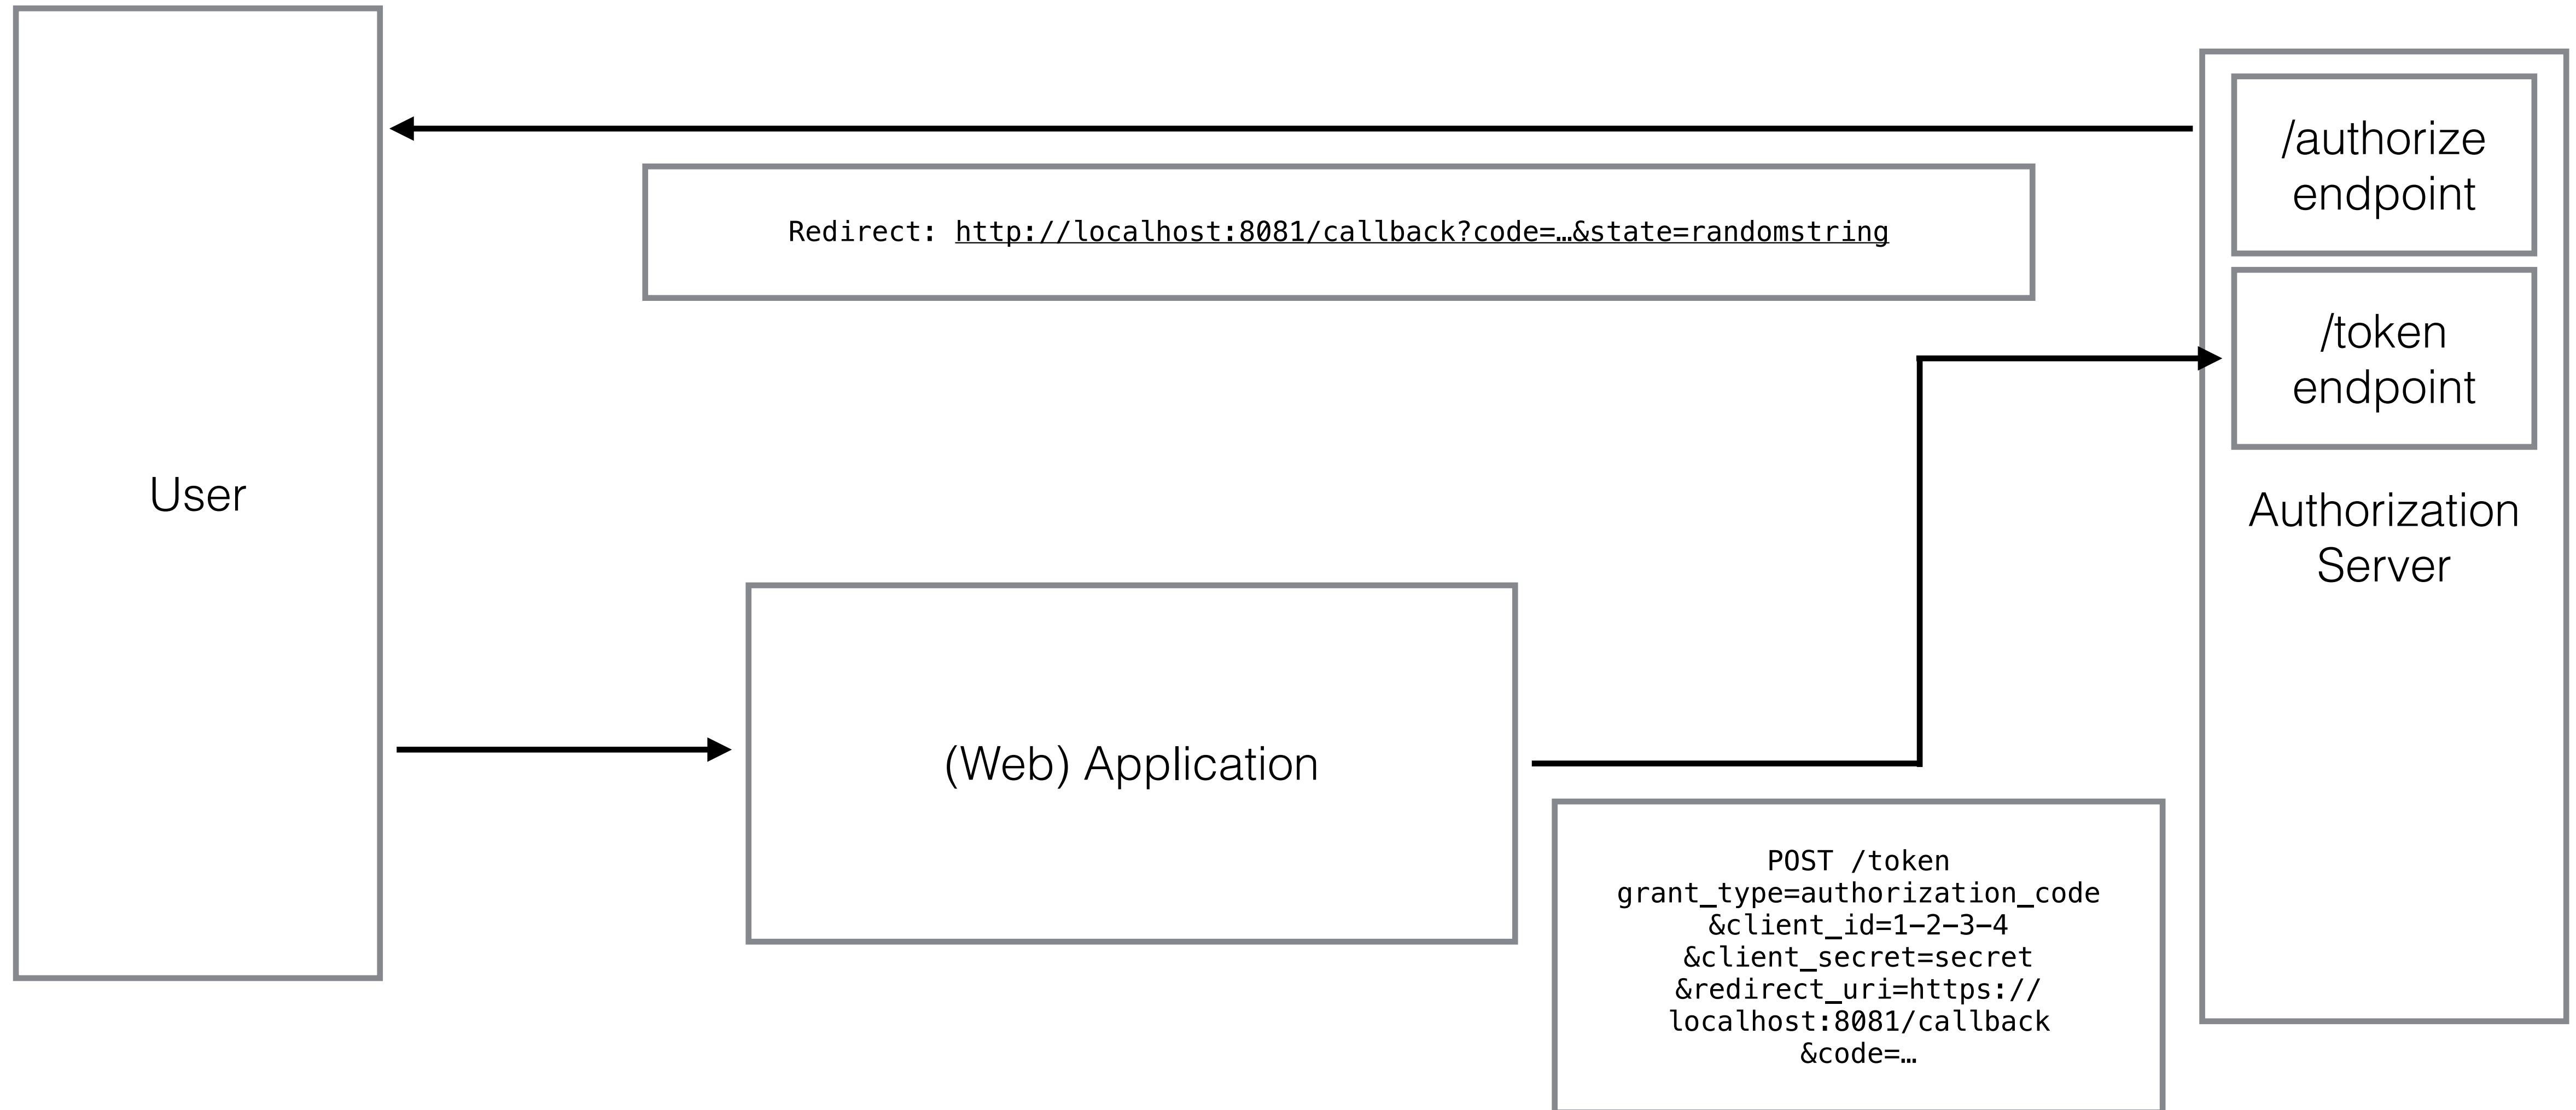 /authorize
endpoint
Redirect: http://localhost:8081/callback?code=…&state=randomstring
/token
endpoint
User
Authorization
Server
(Web) Application
POST /token
grant_type=authorization_code
&client_id=1-2-3-4
&client_secret=secret
&redirect_uri=https://
localhost:8081/callback
&code=…